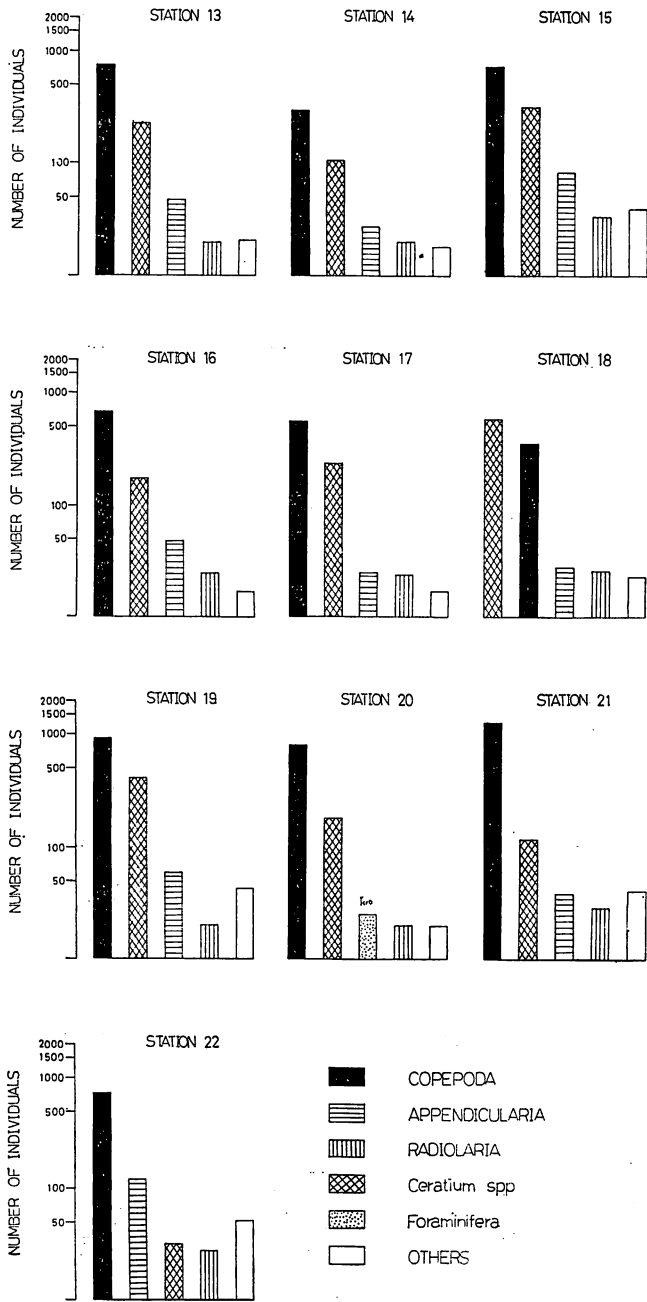 STATION 13
STATION 14
STATION 15
NUMBER OF INDIVIDUALS
2000
1500
1000
500
100
50
STATION 16
STATION 17
STATION 18
NUMBER OF INDIVIDUALS
2000
1500
1000
500
100
50
STATION 19
STATION 20
STATION 21
NUMBER OF INDIVIDUALS
2000
1500
1000
500
100
50
STATION 22
NUMBER OF INDIVIDUALS
2000
1500
1000
500
100
50
COPEPODA
APPENDICULARIA
RADIOLARIA
Ceratium spp
Foraminifera
OTHERS